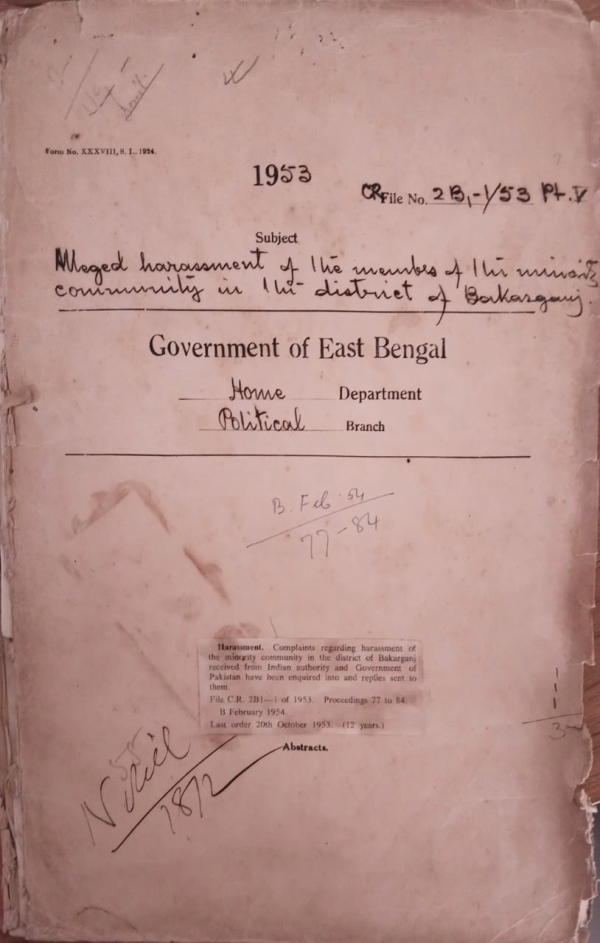 Form No. XXXVIII, S. I., 1924.
1953
CR File No. 2B1-1/53 Pt. V
Subject
Alleged harassment of the members of the minority
community in the district of Bakarganj.
Government of East Bengal
Home Department
Political Branch
B. Feb. 54
77-84
Harassment. Complaints regarding harassment of
the minority community in the district of Bakarganj
received from Indian authority and Government of
Pakistan have been enquired into and replies sent to
them.
File C.R. 2B1—1 of 1953. Proceedings 77 to 84.
B February 1954.
Last order 20th October 1953. (12 years.)
Abstracts.
18/2